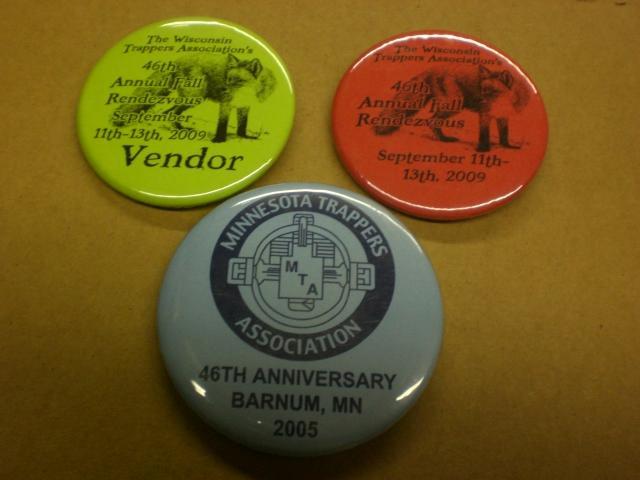 The Wisconsin
Trappers Association's
46th
Annual Fall
Rendezvous
September
11th-13th, 2009
Vendor
The Wisconsin
Trappers Association's
46th
Annual Fall
Rendezvous
September 11th-
13th, 2009
MINNESOTA TRAPPERS
MTA
ASSOCIATION
46TH ANNIVERSARY
BARNUM, MN
2005